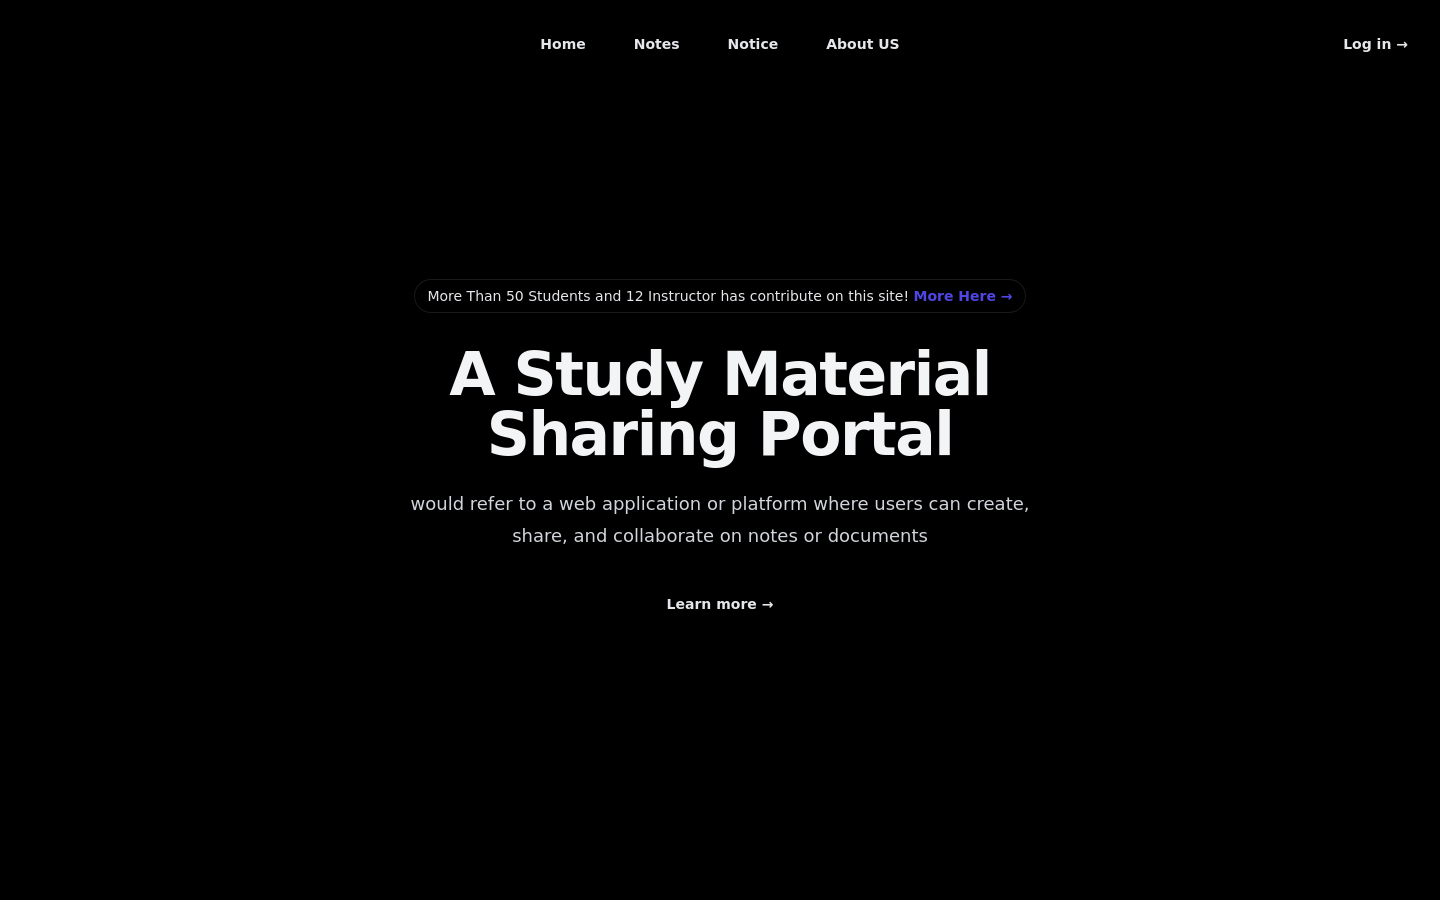 Home Notes Notice About US Log in →
More Than 50 Students and 12 Instructor has contribute on this site! More Here →
A Study Material
Sharing Portal
would refer to a web application or platform where users can create,
share, and collaborate on notes or documents
Learn more →